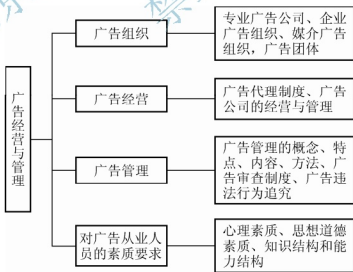 广告经营与管理
广告组织
专业广告公司、企业
广告组织、媒介广告
组织，广告团体
广告经营
广告代理制度、广告
公司的经营与管理
广告管理
广告管理的概念、特
点、内容、方法、广
告审查制度、广告违
法行为追究
对广告从业人
员的素质要求
心理素质、思想道德
素质、知识结构和能
力结构